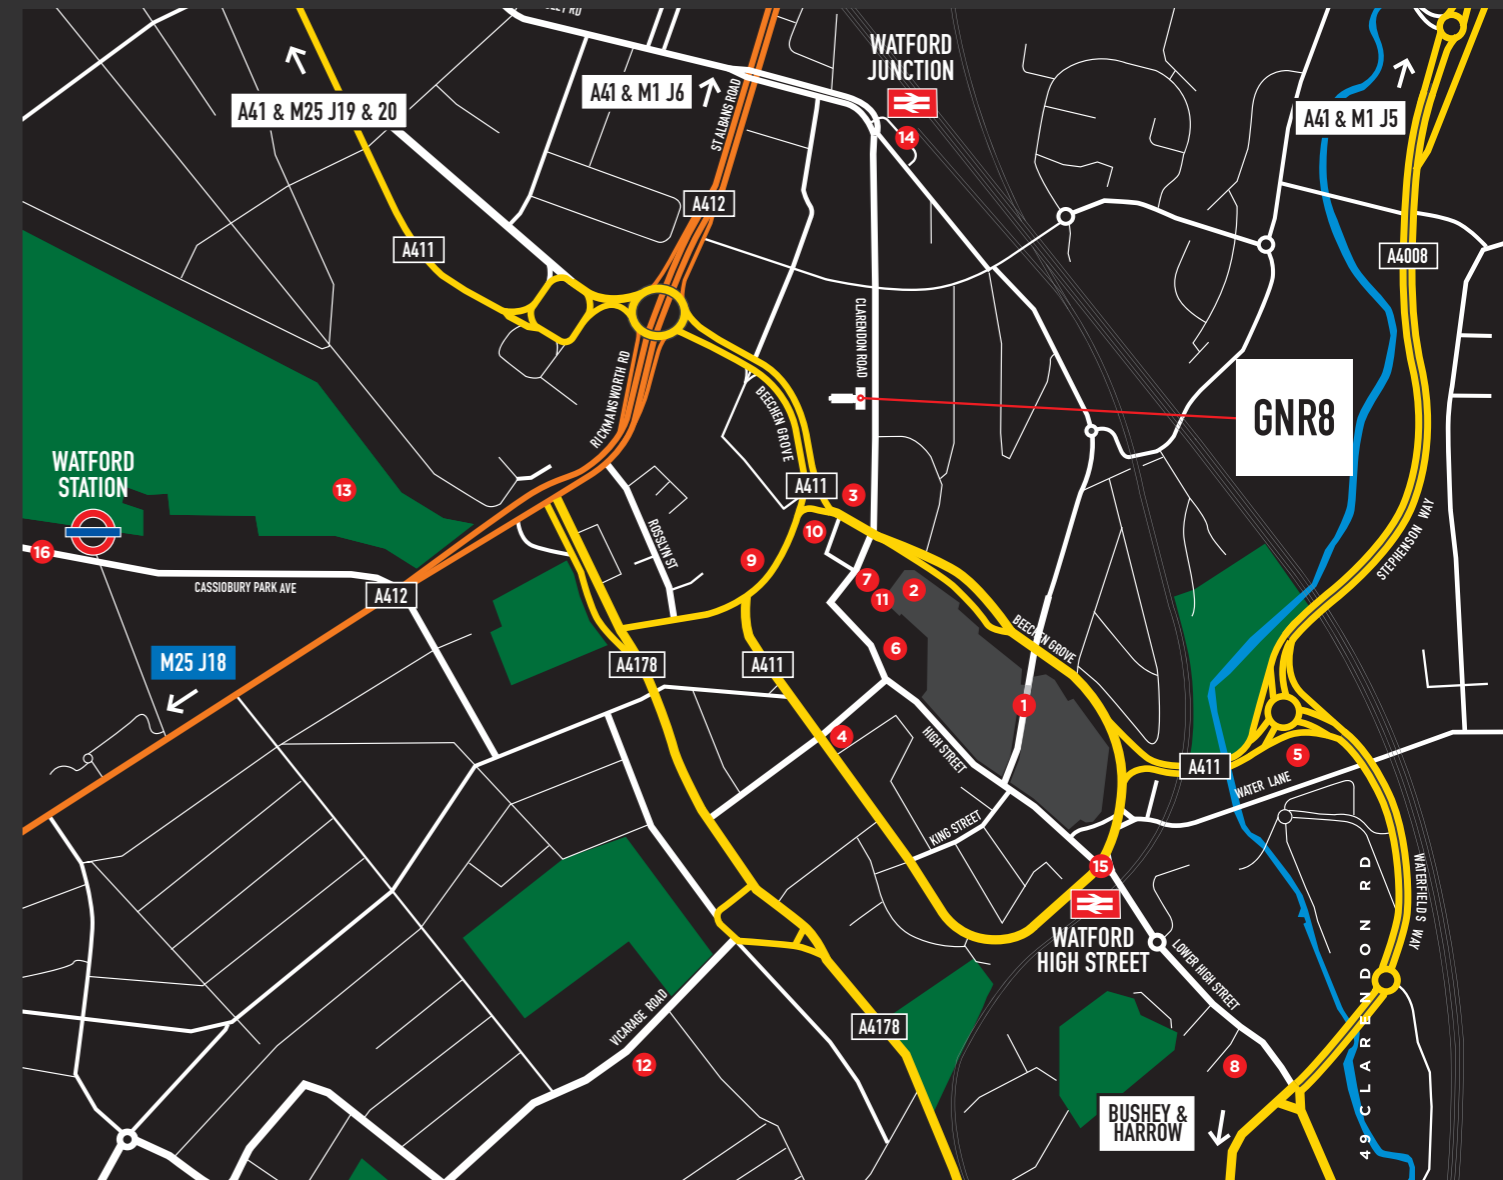 WATFORD
JUNCTION
A41 & M1 J6
A41 & M25 J19 & 20
A41 & M1 J5
ST ALBANS ROAD
14
A412
A411
A4008
CLARENDON ROAD
RICKMANSWORTH RD
BEECHEN GROVE
GNR8
WATFORD
STATION
13
A411
3
10
16
ROSSLYN ST
9
STEPHENSON WAY
CASSIOBURY PARK AVE
A412
7
11
2
BEECHEN GROVE
6
M25 J18
A4178
A411
1
4
HIGH STREET
A411
5
WATER LANE
KING STREET
15
WATERFIELDS WAY
WATFORD
HIGH STREET
LOWER HIGH STREET
VICARAGE ROAD
A4178
12
8
BUSHEY &
HARROW
49 CLARENDON RD